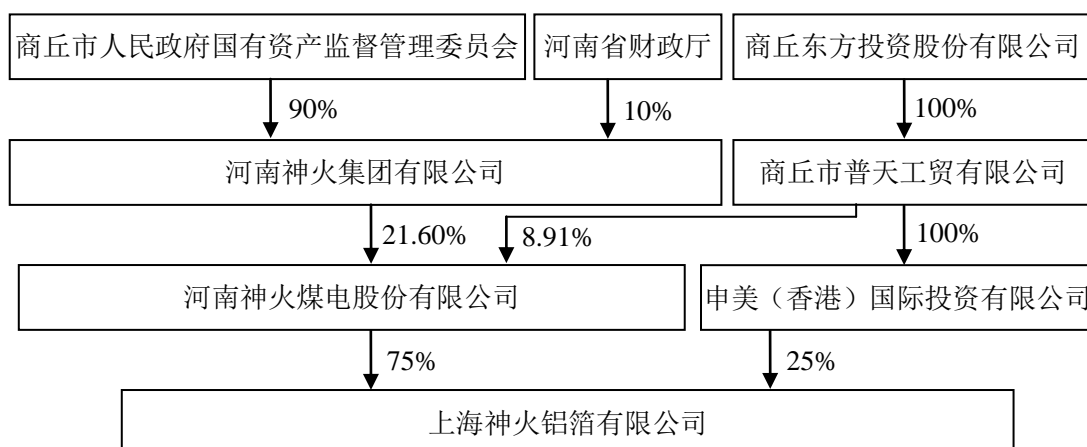 商丘市人民政府国有资产监督管理委员会
河南省财政厅
商丘东方投资股份有限公司
90%
10%
100%
河南神火集团有限公司
商丘市普天工贸有限公司
21.60%
8.91%
100%
河南神火煤电股份有限公司
申美（香港）国际投资有限公司
75%
25%
上海神火铝箔有限公司